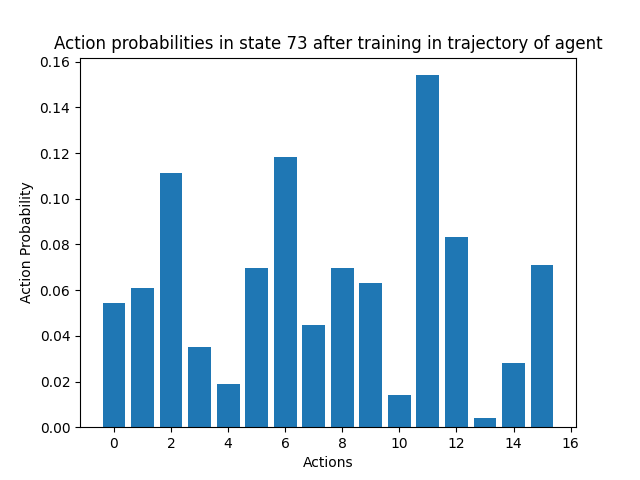 Action probabilities in state 73 after training in trajectory of agent
0.16
0.14
0.12
0.10
0.08
0.06
0.04
0.02
0.00
Action Probability
0 2 4 6 8 10 12 14 16
Actions